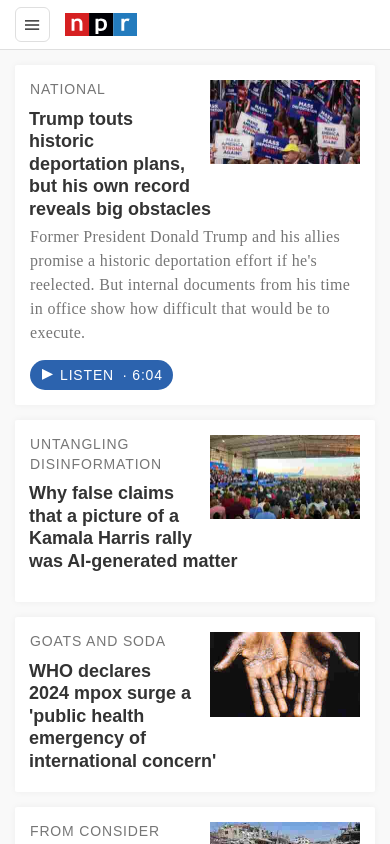 npr
NATIONAL
Trump touts
historic
deportation plans,
but his own record
reveals big obstacles
Former President Donald Trump and his allies
promise a historic deportation effort if he's
reelected. But internal documents from his time
in office show how difficult that would be to
execute.
LISTEN · 6:04
UNTANGLING
DISINFORMATION
Why false claims
that a picture of a
Kamala Harris rally
was AI-generated matter
GOATS AND SODA
WHO declares
2024 mpox surge a
'public health
emergency of
international concern'
FROM CONSIDER